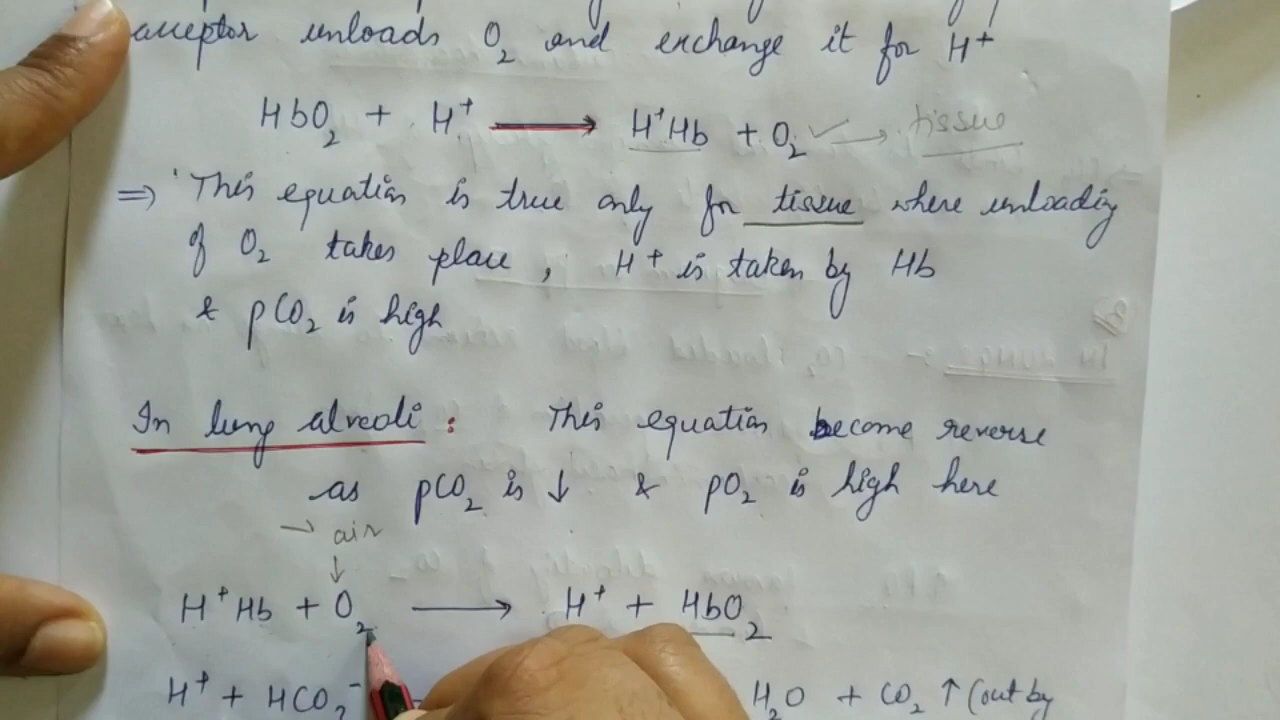 acceptor unloads O₂ and exchange it for H⁺
HbO₂ + H⁺ ⟶ H⁺Hb + O₂ ✓ → tissue
⇒ This equation is true only for tissue where unloading
of O₂ takes place, H⁺ is taken by Hb
& pCO₂ is high
In lung alveoli : This equation become reverse
as pCO₂ is ↓ & pO₂ is high here
→ air
↓
H⁺Hb + O₂ ⟶ H⁺ + HbO₂
H⁺ + HCO₃⁻ H₂O + CO₂ ↑ (out by